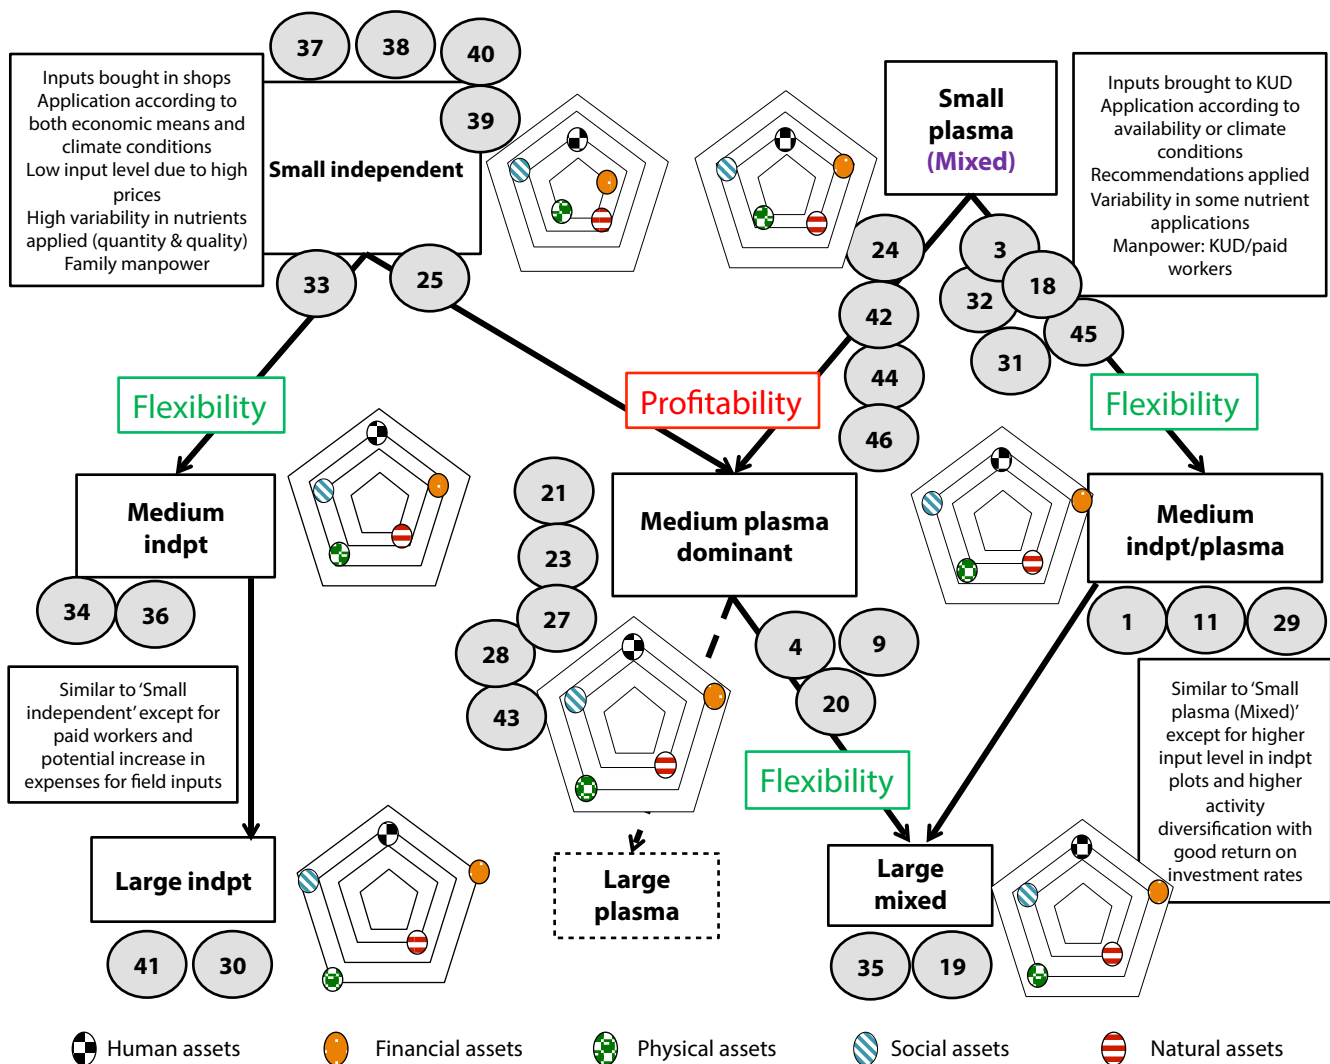 37
38
40
39
Inputs bought in shops
Application according to
both economic means and
climate conditions
Low input level due to high
prices
High variability in nutrients
applied (quantity & quality)
Family manpower
Small independent
Small
plasma
(Mixed)
Inputs brought to KUD
Application according to
availability or climate
conditions
Recommendations applied
Variability in some nutrient
applications
Manpower: KUD/paid
workers
33
25
24
42
44
46
3
32
18
31
45
Flexibility
Profitability
Flexibility
Medium
indpt
Medium plasma
dominant
Medium
indpt/plasma
34
36
21
23
27
28
43
4
9
20
1
11
29
Similar to ‘Small
independent’ except for
paid workers and
potential increase in
expenses for field inputs
Similar to ‘Small
plasma (Mixed)’
except for higher
input level in indpt
plots and higher
activity
diversification with
good return on
investment rates
Flexibility
Large indpt
Large
plasma
Large
mixed
41
30
35
19
Human assets
Financial assets
Physical assets
Social assets
Natural assets